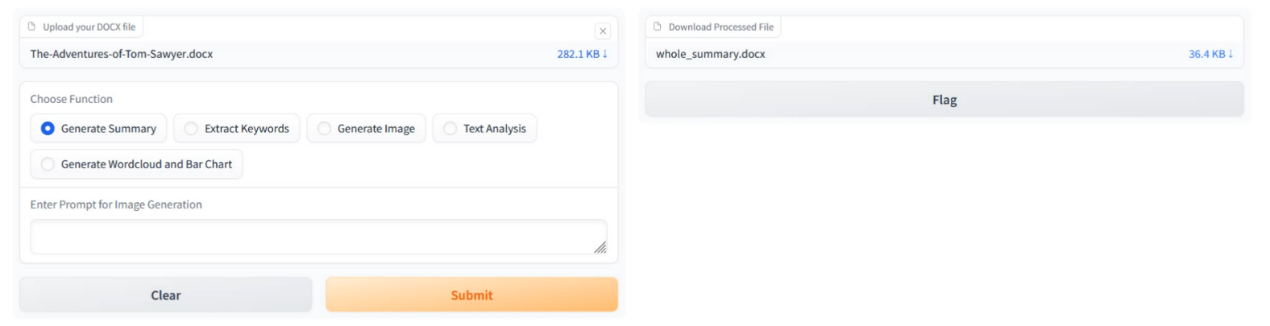 Upload your DOCX file
×
The-Adventures-of-Tom-Sawyer.docx 282.1 KB ↓
Choose Function
Generate Summary Extract Keywords Generate Image Text Analysis
Generate Wordcloud and Bar Chart
Enter Prompt for Image Generation
Clear Submit
Download Processed File
whole_summary.docx 36.4 KB ↓
Flag